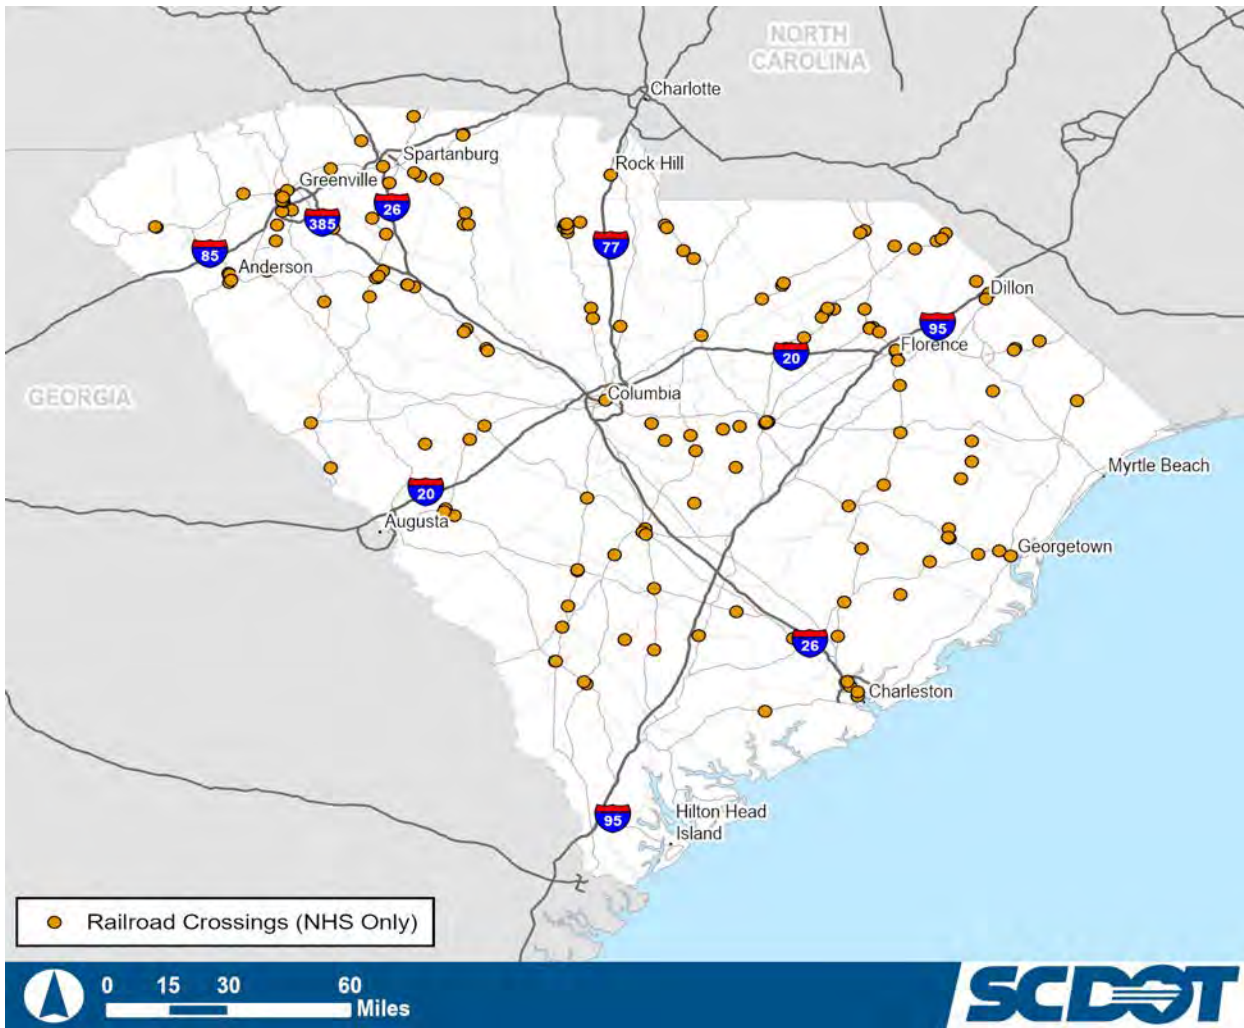 NORTH
CAROLINA
Charlotte
Spartanburg
Rock Hill
Greenville
26
385
77
85
Anderson
Dillon
95
20
Florence
GEORGIA
Columbia
Myrtle Beach
20
Augusta
Georgetown
26
Charleston
95
Hilton Head
Island
Railroad Crossings (NHS Only)
0 15 30 60
Miles
SCDOT